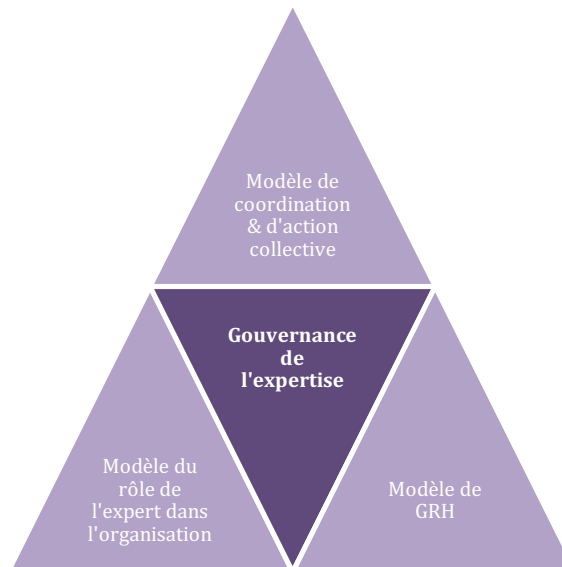 Modèle de
coordination
& d'action
collective
Gouvernance
de
l'expertise
Modèle du
rôle de
l'expert dans
l'organisation
Modèle de
GRH